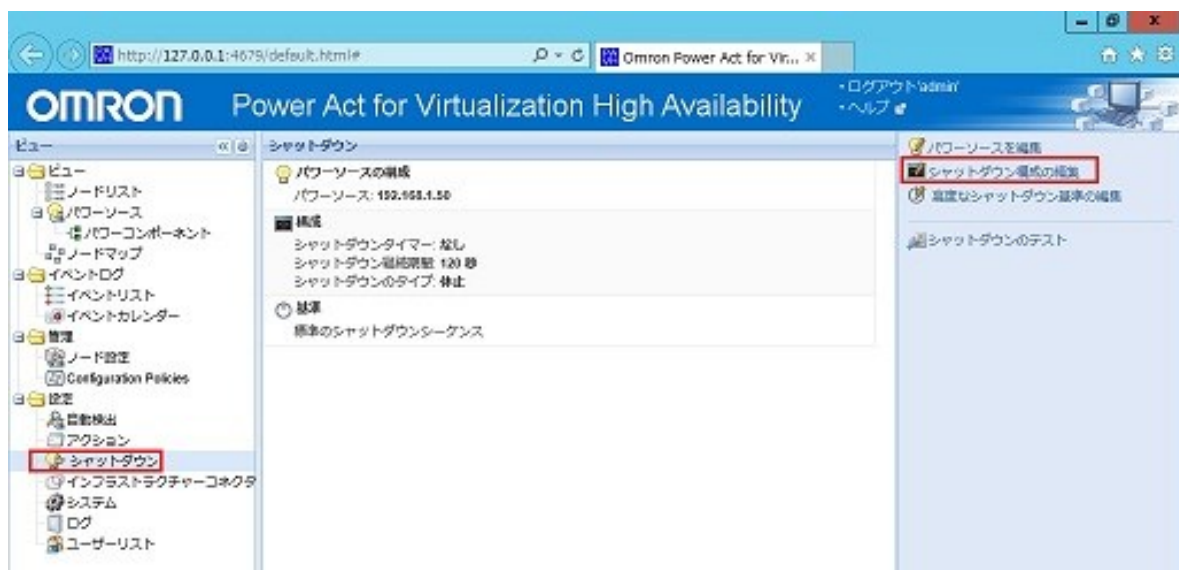 http://127.0.0.1:4679/default.html#
Omron Power Act for Vir...
OMRON
Power Act for Virtualization High Availability
ログアウト'admin'
ヘルプ
ビュー
ビュー
ノードリスト
パワーソース
パワーコンポーネント
ノードマップ
イベントログ
イベントリスト
イベントカレンダー
管理
ノード設定
Configuration Policies
設定
自動検出
アクション
シャットダウン
インフラストラクチャーコネクタ
システム
ログ
ユーザーリスト
シャットダウン
パワーソースの構成
パワーソース: 192.168.1.50
構成
シャットダウンタイマー: なし
シャットダウン継続期間: 120 秒
シャットダウンのタイプ: 休止
基準
標準のシャットダウンシーケンス
パワーソースを編集
シャットダウン構成の編集
高度なシャットダウン基準の編集
シャットダウンのテスト